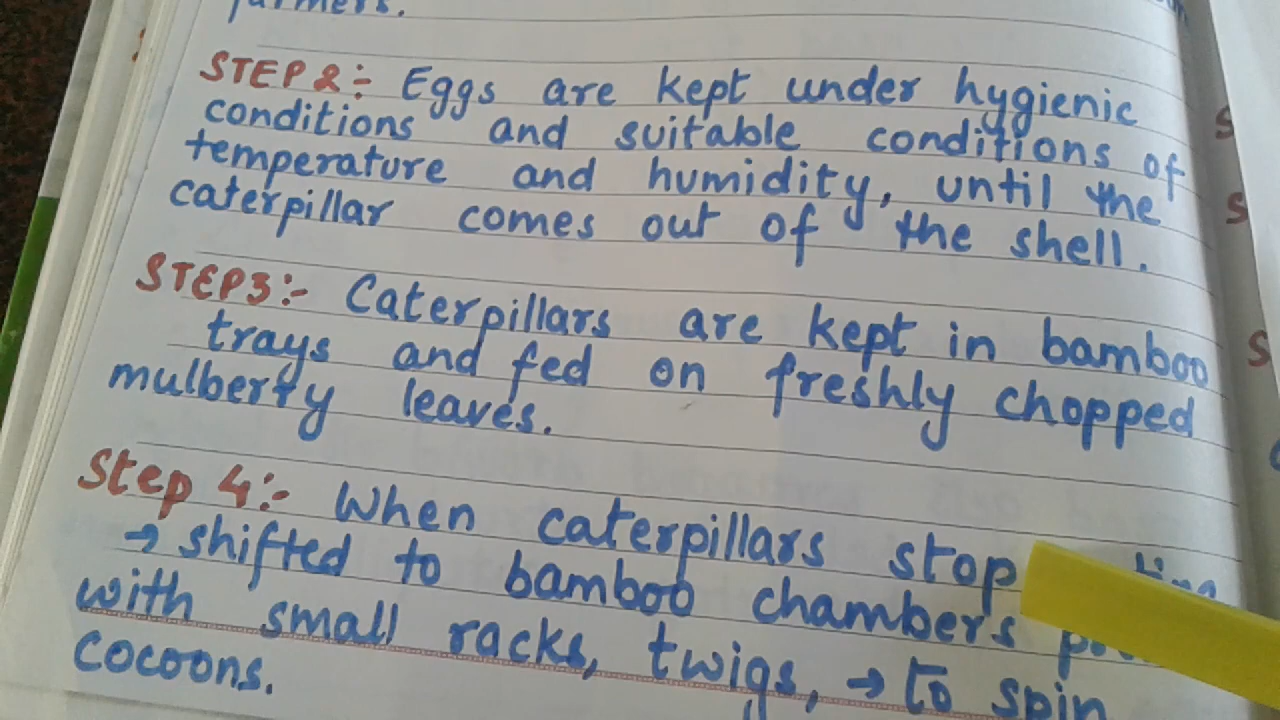 farmers.
STEP 2:- Eggs are kept under hygienic
conditions and suitable conditions of
temperature and humidity, until the
caterpillar comes out of the shell.
STEP3:- Caterpillars are kept in bamboo
trays and fed on freshly chopped
mulberry leaves.
Step 4:- When caterpillars stop
→ shifted to bamboo chambers
with small racks, twigs, → to spin
cocoons.